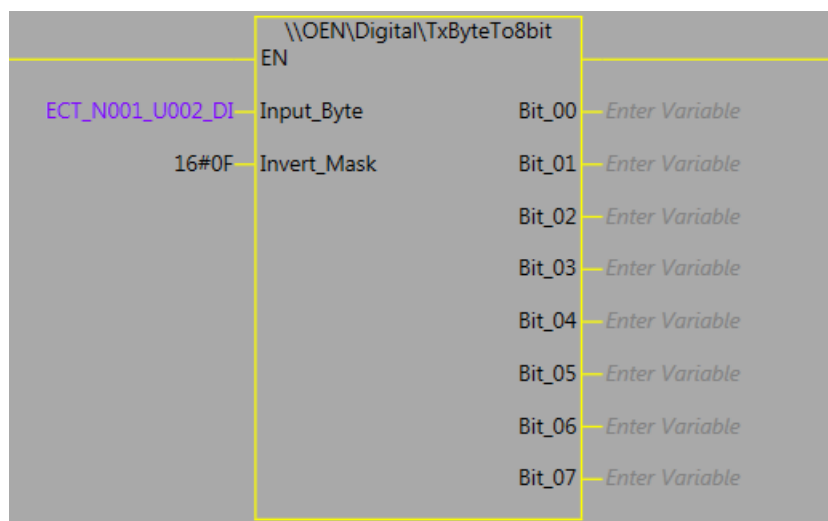 \\OEN\Digital\TxByteTo8bit
EN
ECT_N001_U002_DI Input_Byte Bit_00 Enter Variable
16#0F Invert_Mask Bit_01 Enter Variable
Bit_02 Enter Variable
Bit_03 Enter Variable
Bit_04 Enter Variable
Bit_05 Enter Variable
Bit_06 Enter Variable
Bit_07 Enter Variable